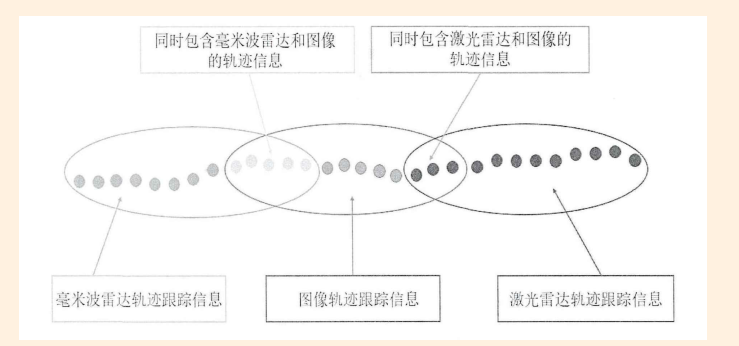 同时包含毫米波雷达和图像
的轨迹信息
同时包含激光雷达和图像的
轨迹信息
毫米波雷达轨迹跟踪信息
图像轨迹跟踪信息
激光雷达轨迹跟踪信息